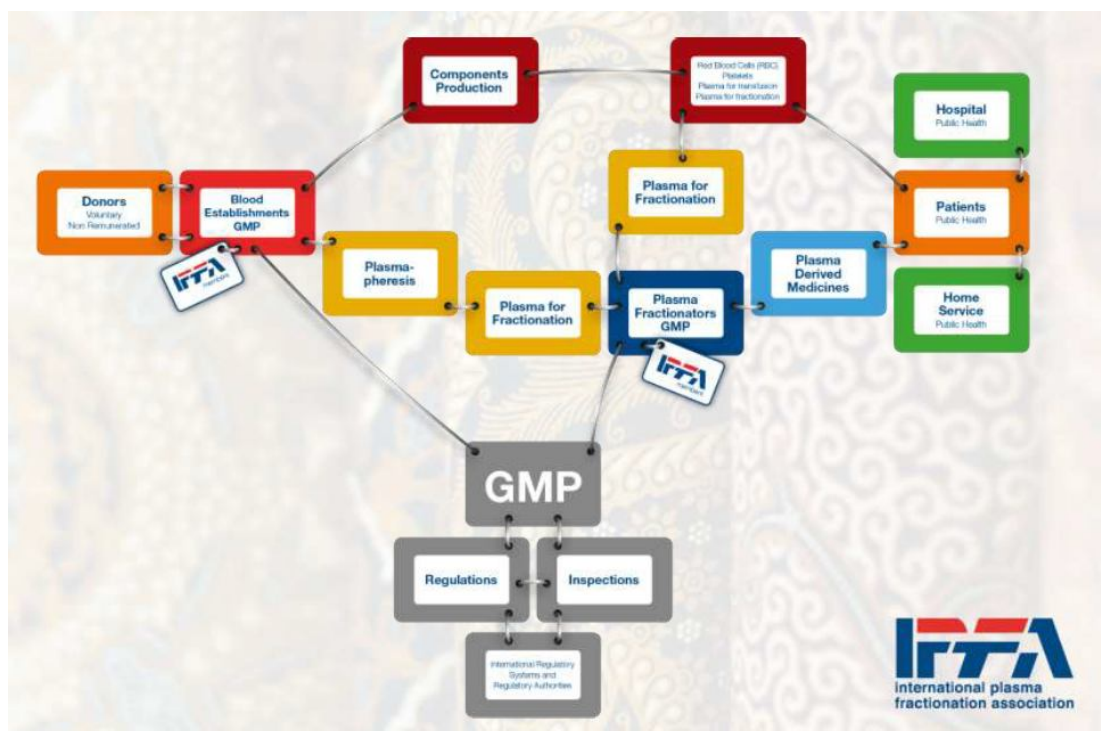 Components
Production
Red Blood Cells (RBC)
Platelets
Plasma for transfusion
Plasma for fractionation
Hospital
Public Health
Donors
Voluntary
Non Remunerated
Blood
Establishments
GMP
IPFA
members
Plasma for
Fractionation
Patients
Public Health
Plasma-
pheresis
Plasma for
Fractionation
Plasma
Fractionators
GMP
IPFA
members
Plasma
Derived
Medicines
Home
Service
Public Health
GMP
Regulations
Inspections
International Regulatory
Systems and
Regulatory Authorities
IPFA
international plasma
fractionation association